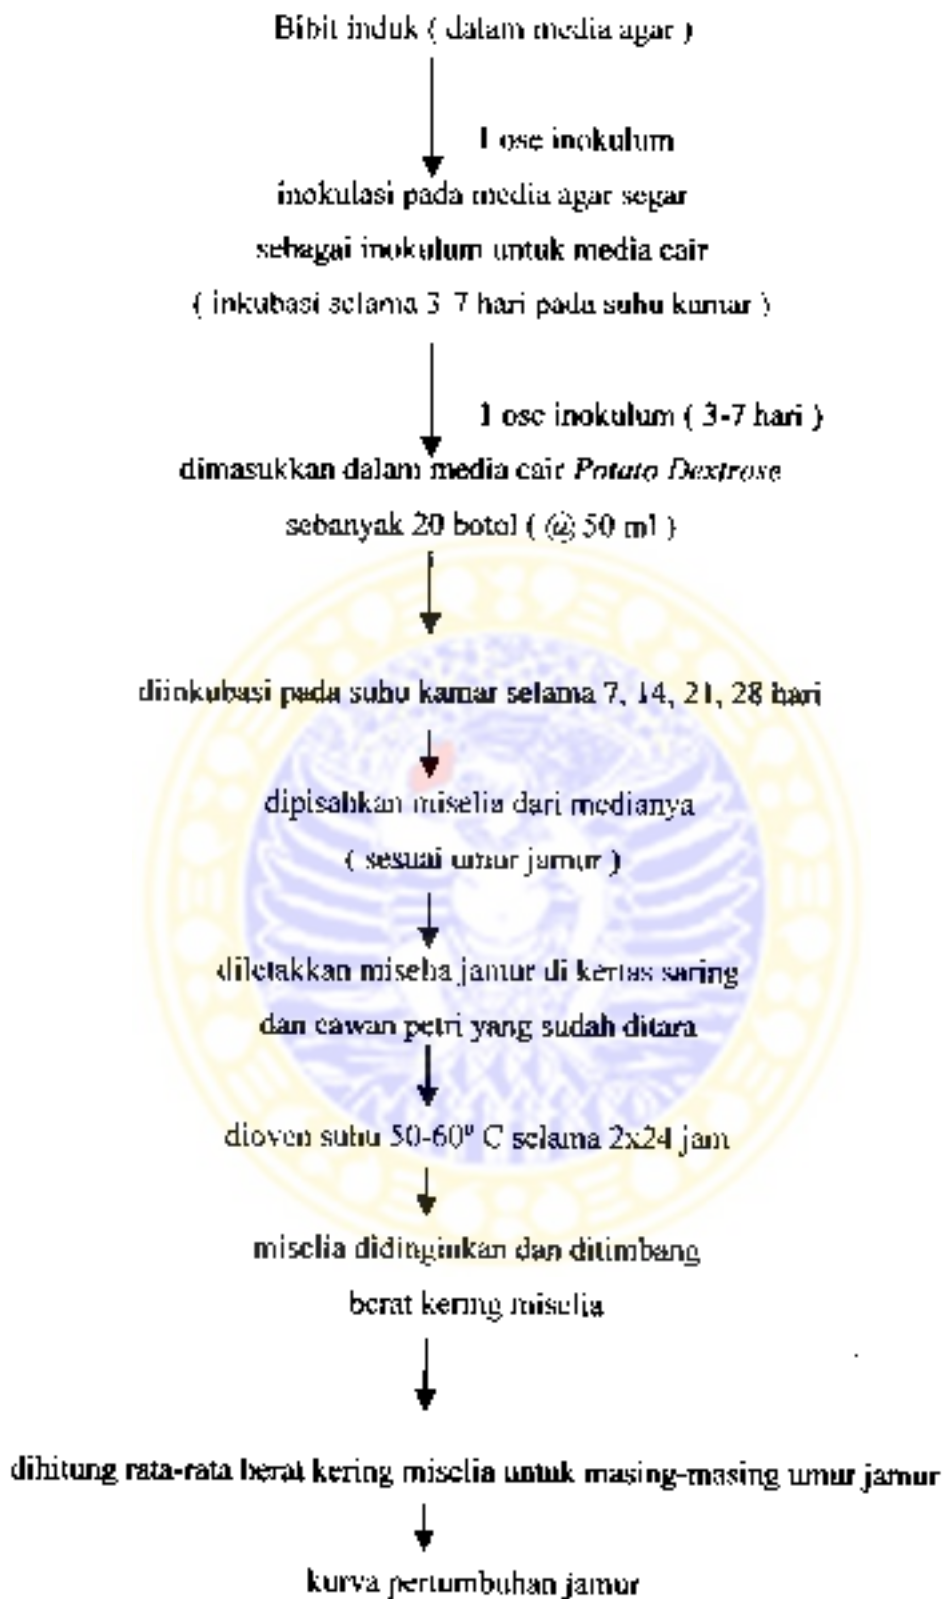 Bibit induk ( dalam media agar )
1 ose inokulum
inokulasi pada media agar segar
sebagai inokulum untuk media cair
( inkubasi selama 3-7 hari pada suhu kamar )
1 ose inokulum ( 3-7 hari )
dimasukkan dalam media cair Potato Dextrose
sebanyak 20 botol ( @ 50 ml )
diinkubasi pada suhu kamar selama 7, 14, 21, 28 hari
dipisahkan miselia dari medianya
( sesuai umur jamur )
diletakkan miselia jamur di kertas saring
dan cawan petri yang sudah ditara
dioven suhu 50-60º C selama 2x24 jam
miselia didinginkan dan ditimbang
berat kering miselia
dihitung rata-rata berat kering miselia untuk masing-masing umur jamur
kurva pertumbuhan jamur